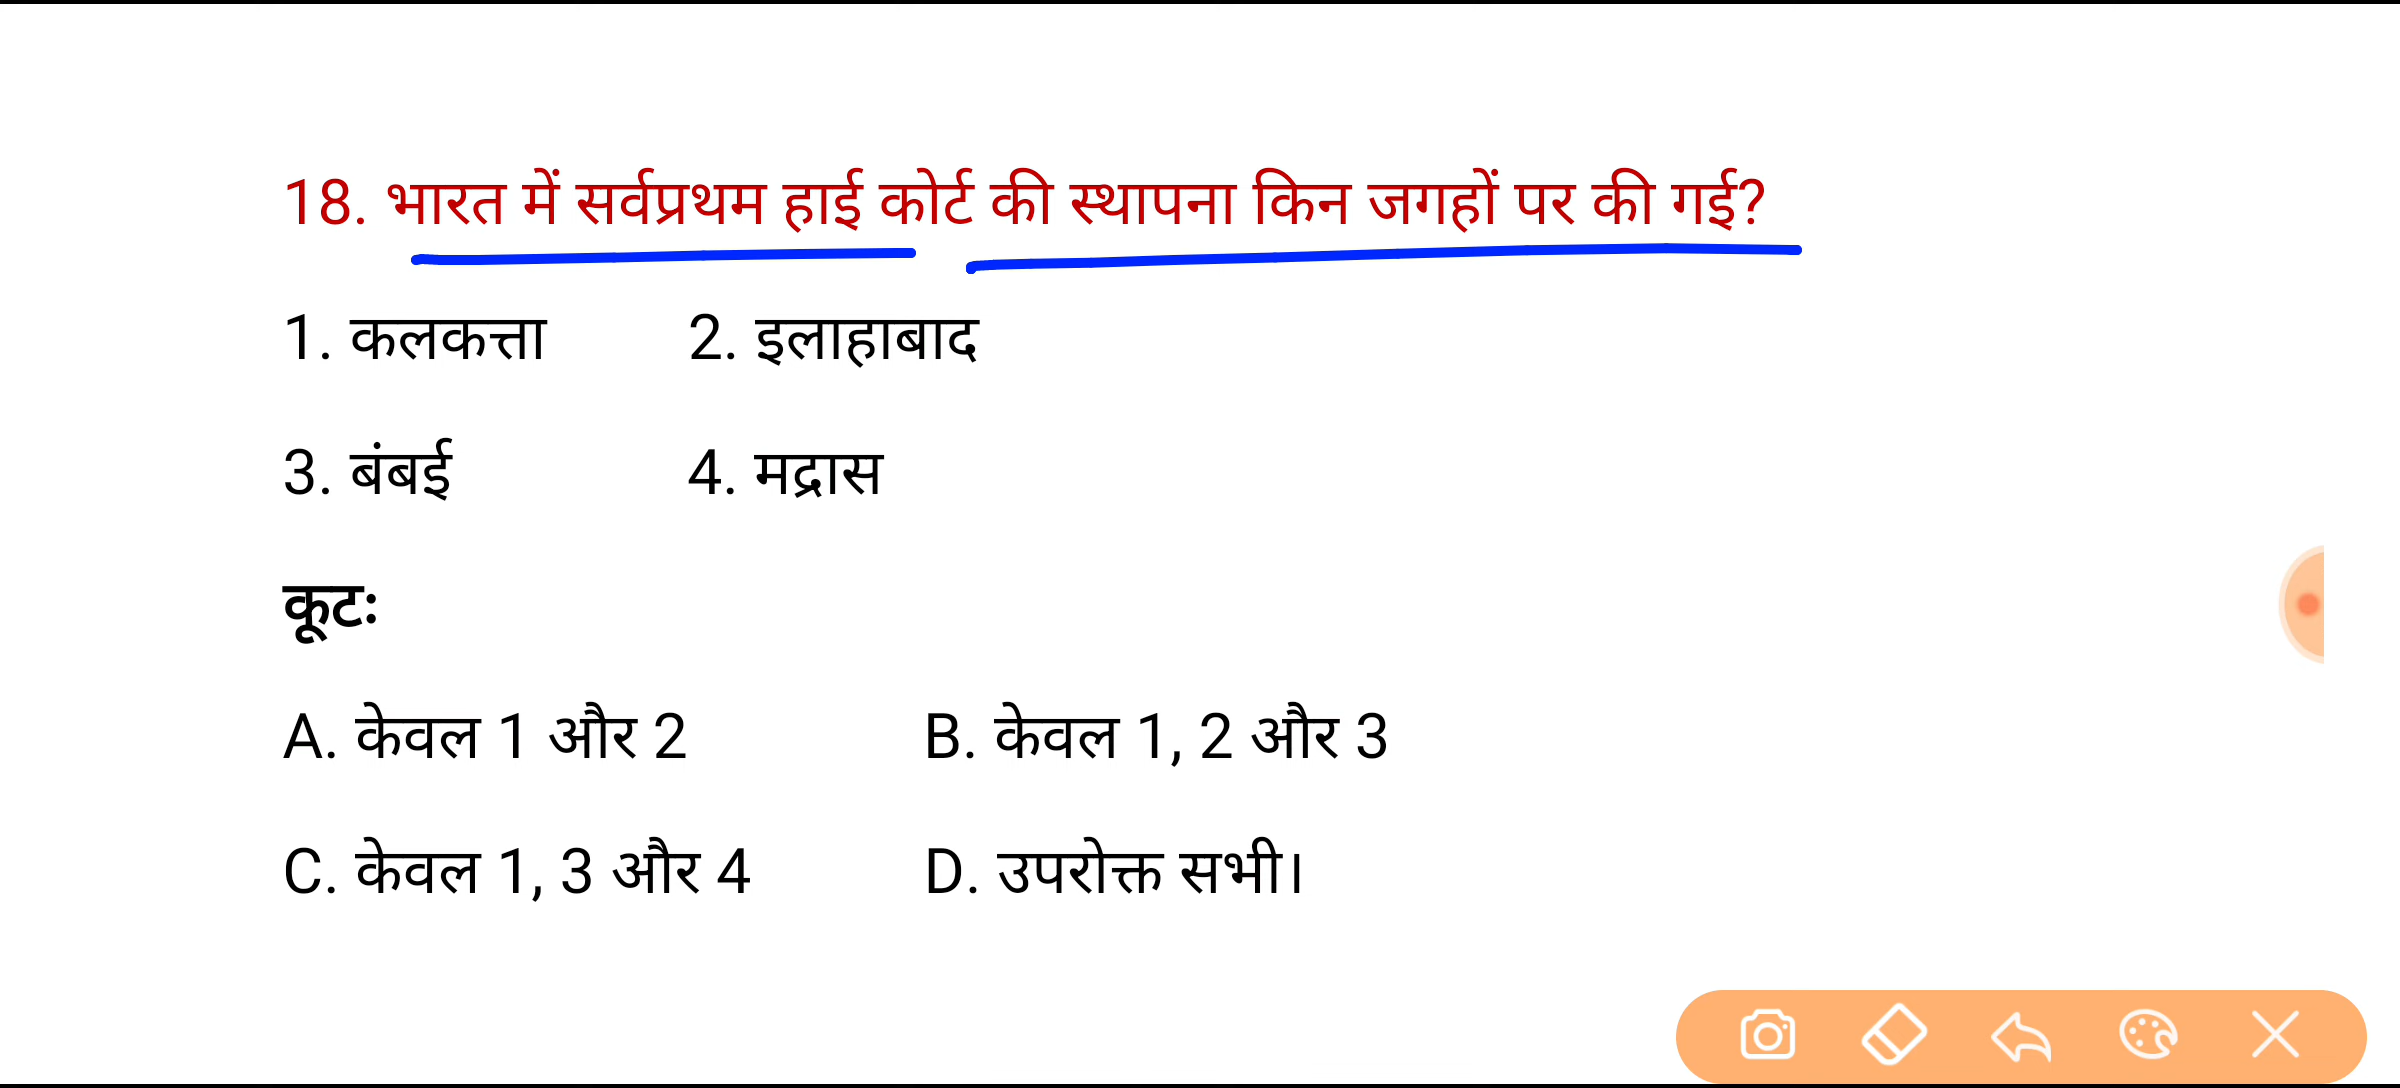 18. भारत में सर्वप्रथम हाई कोर्ट की स्थापना किन जगहों पर की गई?
1. कलकत्ता 2. इलाहाबाद
3. बंबई 4. मद्रास
कूटः
A. केवल 1 और 2 B. केवल 1, 2 और 3
C. केवल 1, 3 और 4 D. उपरोक्त सभी।